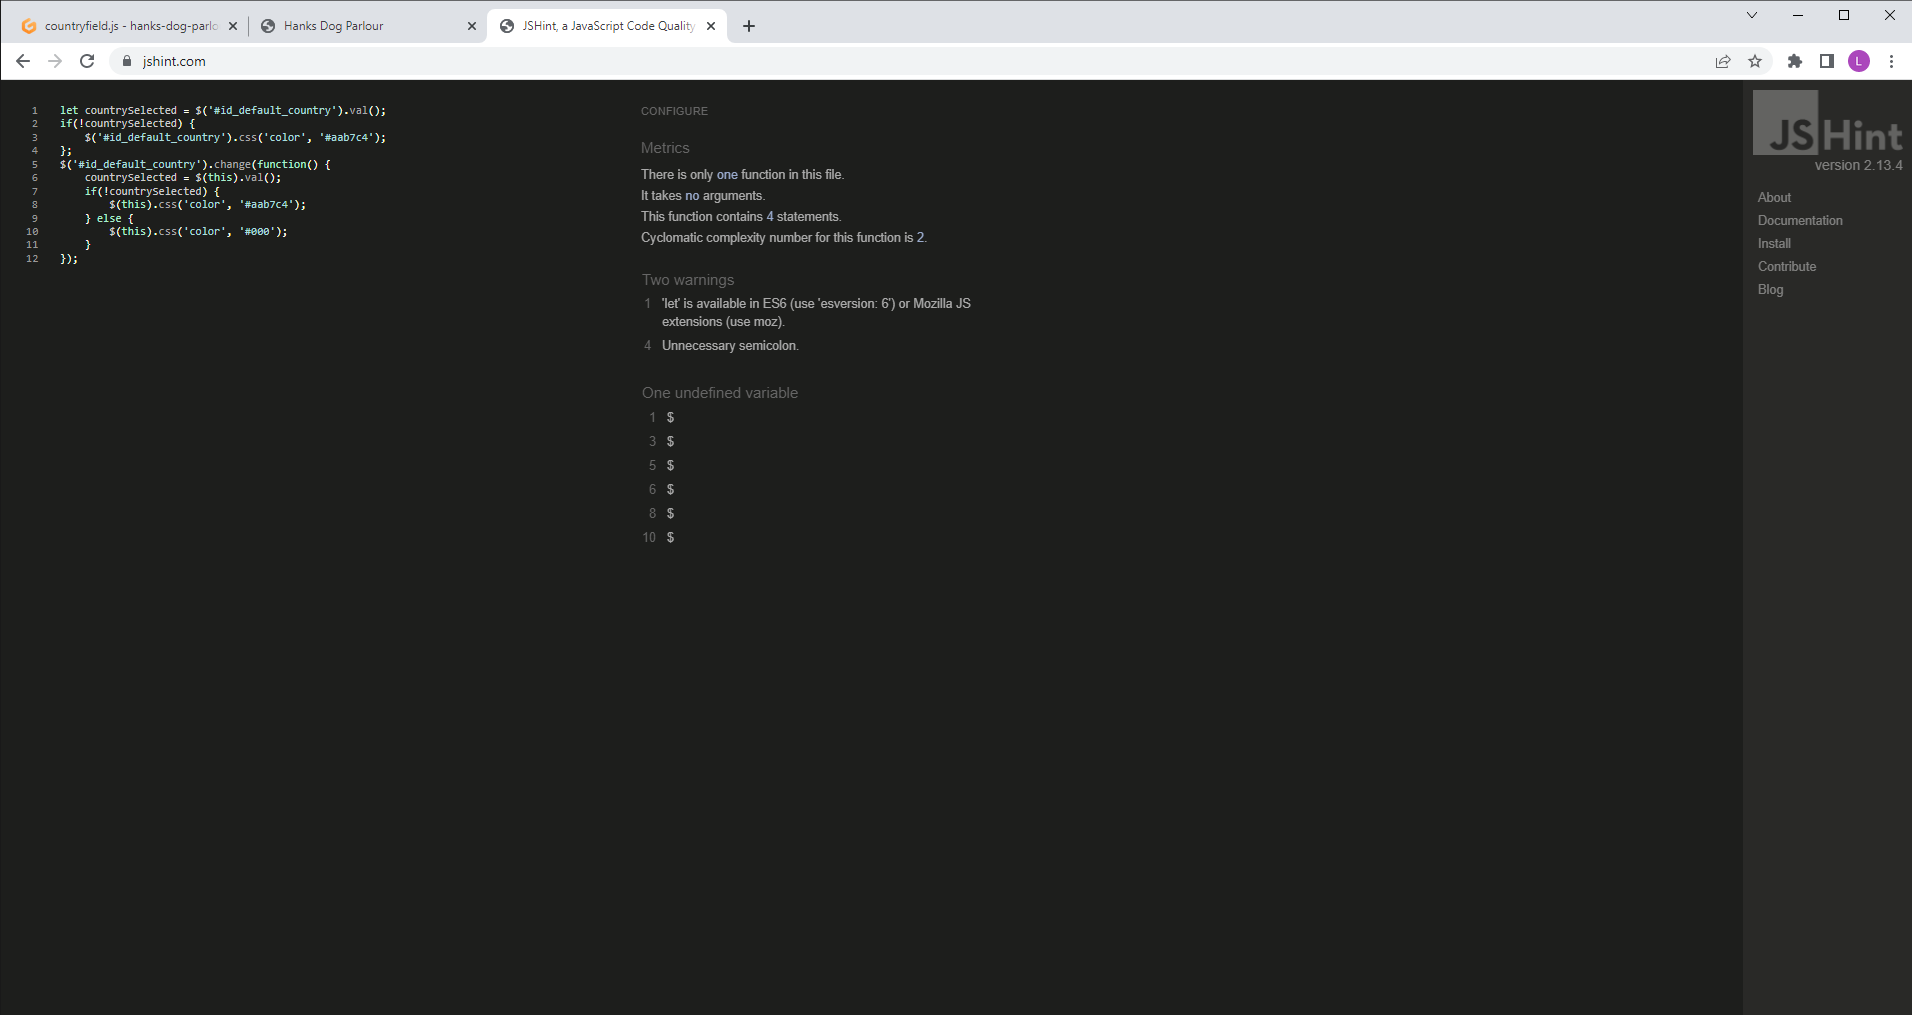 countryfield.js - hanks-dog-parlo
Hanks Dog Parlour
JSHint, a JavaScript Code Quality
jshint.com
L
1 let countrySelected = $('#id_default_country').val();
2 if(!countrySelected) {
3     $('#id_default_country').css('color', '#aab7c4');
4 };
5 $('#id_default_country').change(function() {
6     countrySelected = $(this).val();
7     if(!countrySelected) {
8         $(this).css('color', '#aab7c4');
9     } else {
10         $(this).css('color', '#000');
11     }
12 });
CONFIGURE
Metrics
There is only one function in this file.
It takes no arguments.
This function contains 4 statements.
Cyclomatic complexity number for this function is 2.
Two warnings
1 'let' is available in ES6 (use 'esversion: 6') or Mozilla JS
extensions (use moz).
4 Unnecessary semicolon.
One undefined variable
1 $
3 $
5 $
6 $
8 $
10 $
JSHint
version 2.13.4
About
Documentation
Install
Contribute
Blog